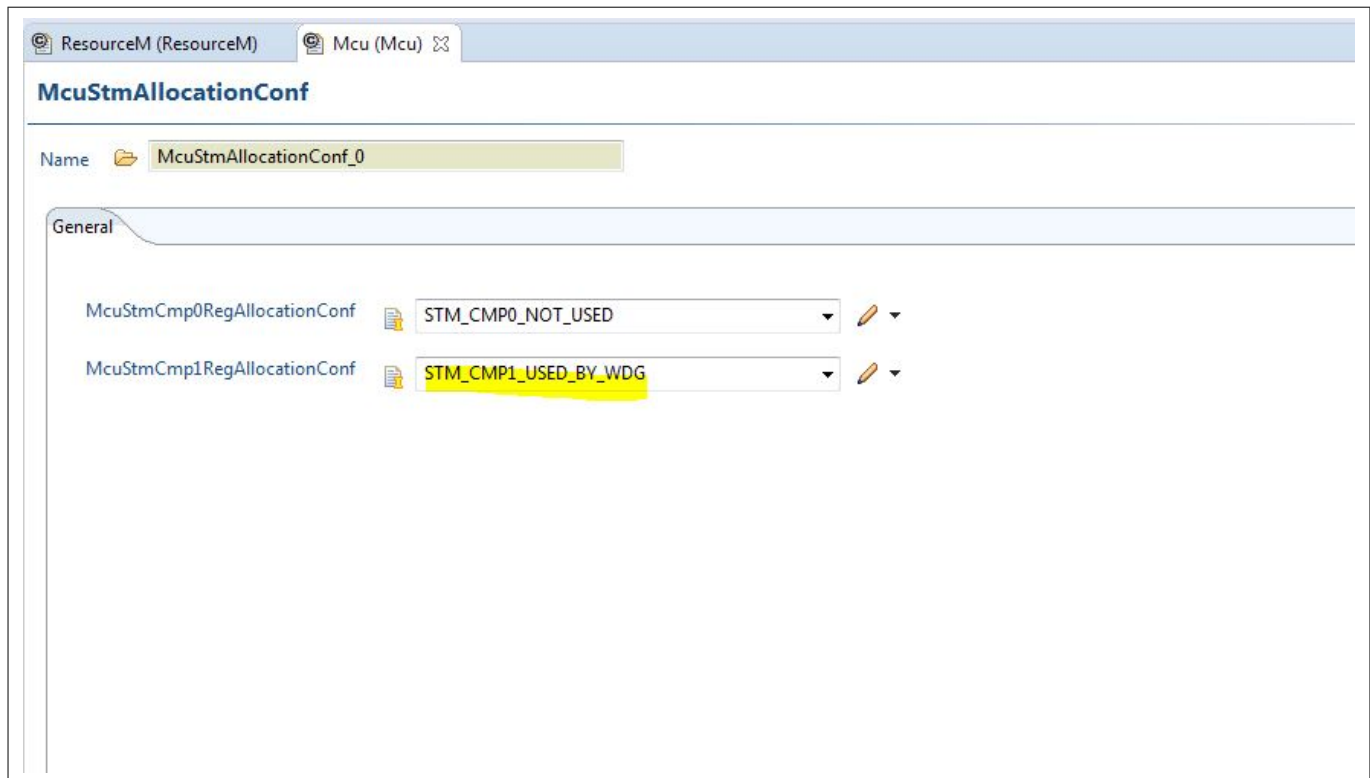 ResourceM (ResourceM) Mcu (Mcu)
McuStmAllocationConf
Name McuStmAllocationConf_0
General
McuStmCmp0RegAllocationConf STM_CMP0_NOT_USED
McuStmCmp1RegAllocationConf STM_CMP1_USED_BY_WDG